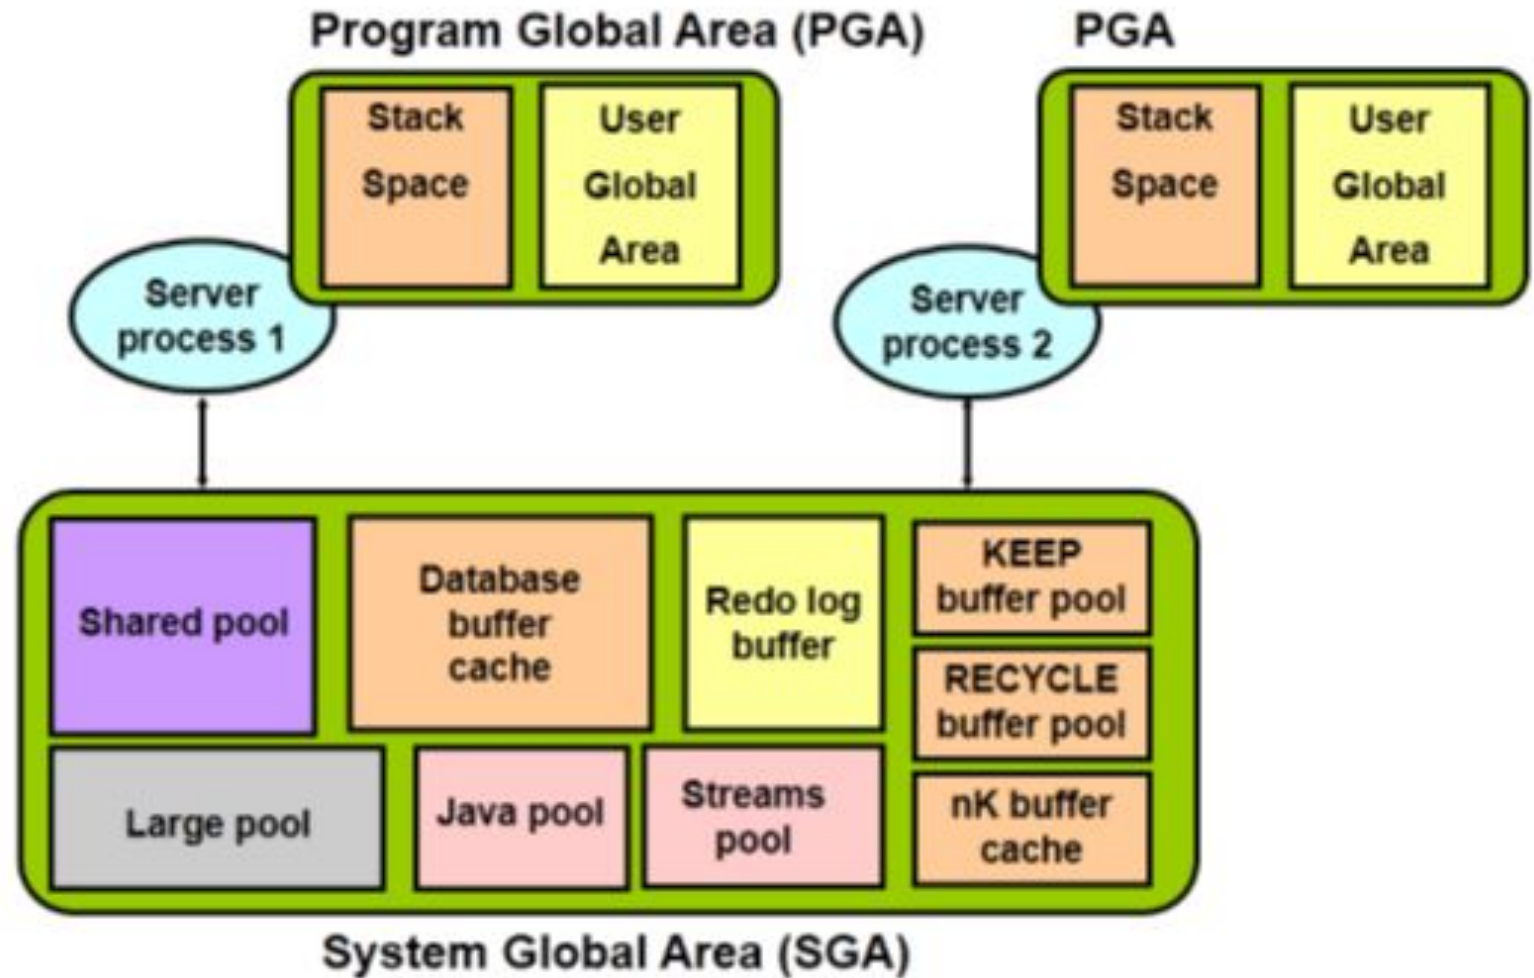 Program Global Area (PGA)
PGA
Stack
Space
User
Global
Area
Stack
Space
User
Global
Area
Server
process 1
Server
process 2
Shared pool
Database
buffer
cache
Redo log
buffer
KEEP
buffer pool
RECYCLE
buffer pool
Large pool
Java pool
Streams
pool
nK buffer
cache
System Global Area (SGA)